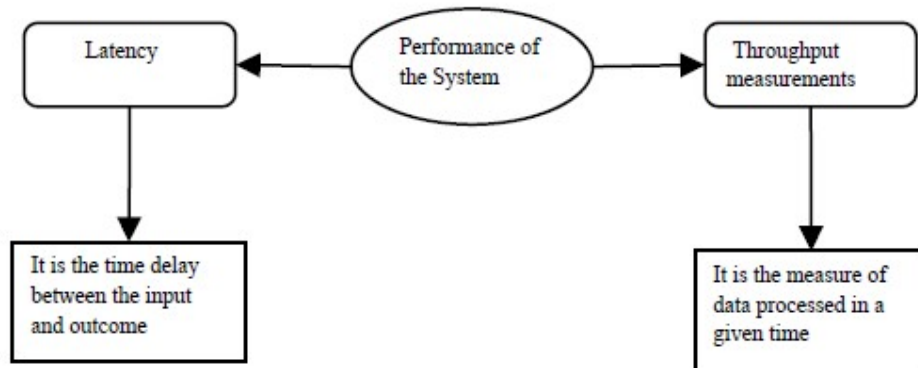 Latency
Performance of
the System
Throughput
measurements
It is the time delay
between the input
and outcome
It is the measure of
data processed in a
given time